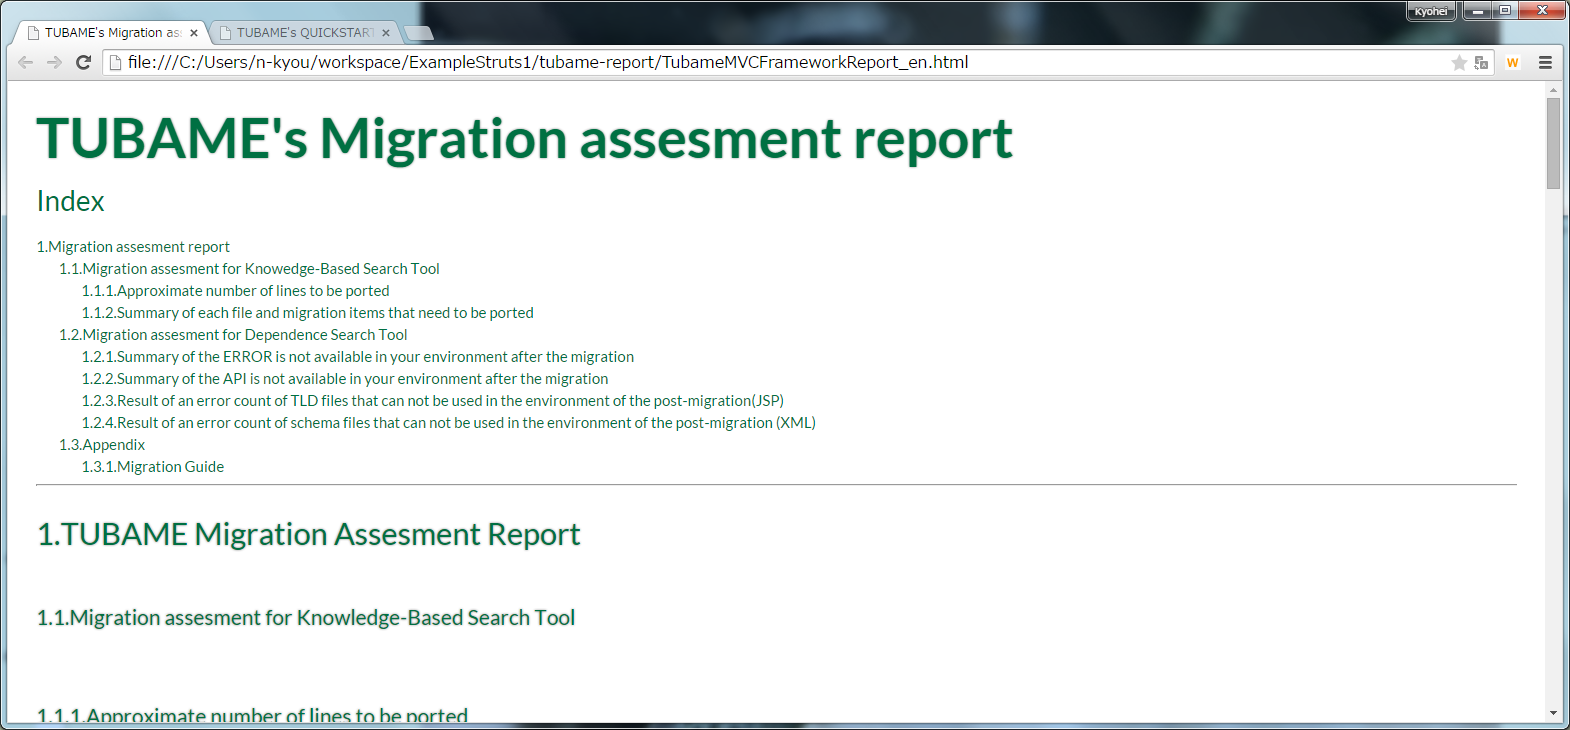 Kyohei
TUBAME's Migration as
TUBAME's QUICKSTART
file:///C:/Users/n-kyou/workspace/ExampleStruts1/tubame-report/TubameMVCFrameworkReport_en.html
W
TUBAME's Migration assesment report
Index
1.Migration assesment report
1.1.Migration assesment for Knowedge-Based Search Tool
1.1.1.Approximate number of lines to be ported
1.1.2.Summary of each file and migration items that need to be ported
1.2.Migration assesment for Dependence Search Tool
1.2.1.Summary of the ERROR is not available in your environment after the migration
1.2.2.Summary of the API is not available in your environment after the migration
1.2.3.Result of an error count of TLD files that can not be used in the environment of the post-migration(JSP)
1.2.4.Result of an error count of schema files that can not be used in the environment of the post-migration (XML)
1.3.Appendix
1.3.1.Migration Guide
1.TUBAME Migration Assesment Report
1.1.Migration assesment for Knowledge-Based Search Tool
1.1.1.Approximate number of lines to be ported